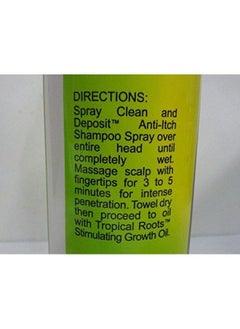 DIRECTIONS:
Spray Clean and
Deposit™ Anti-Itch
Shampoo Spray over
entire head until
completely wet.
Massage scalp with
fingertips for 3 to 5
minutes for intense
penetration. Towel dry
then proceed to oil
with Tropical Roots™
Stimulating Growth Oil.